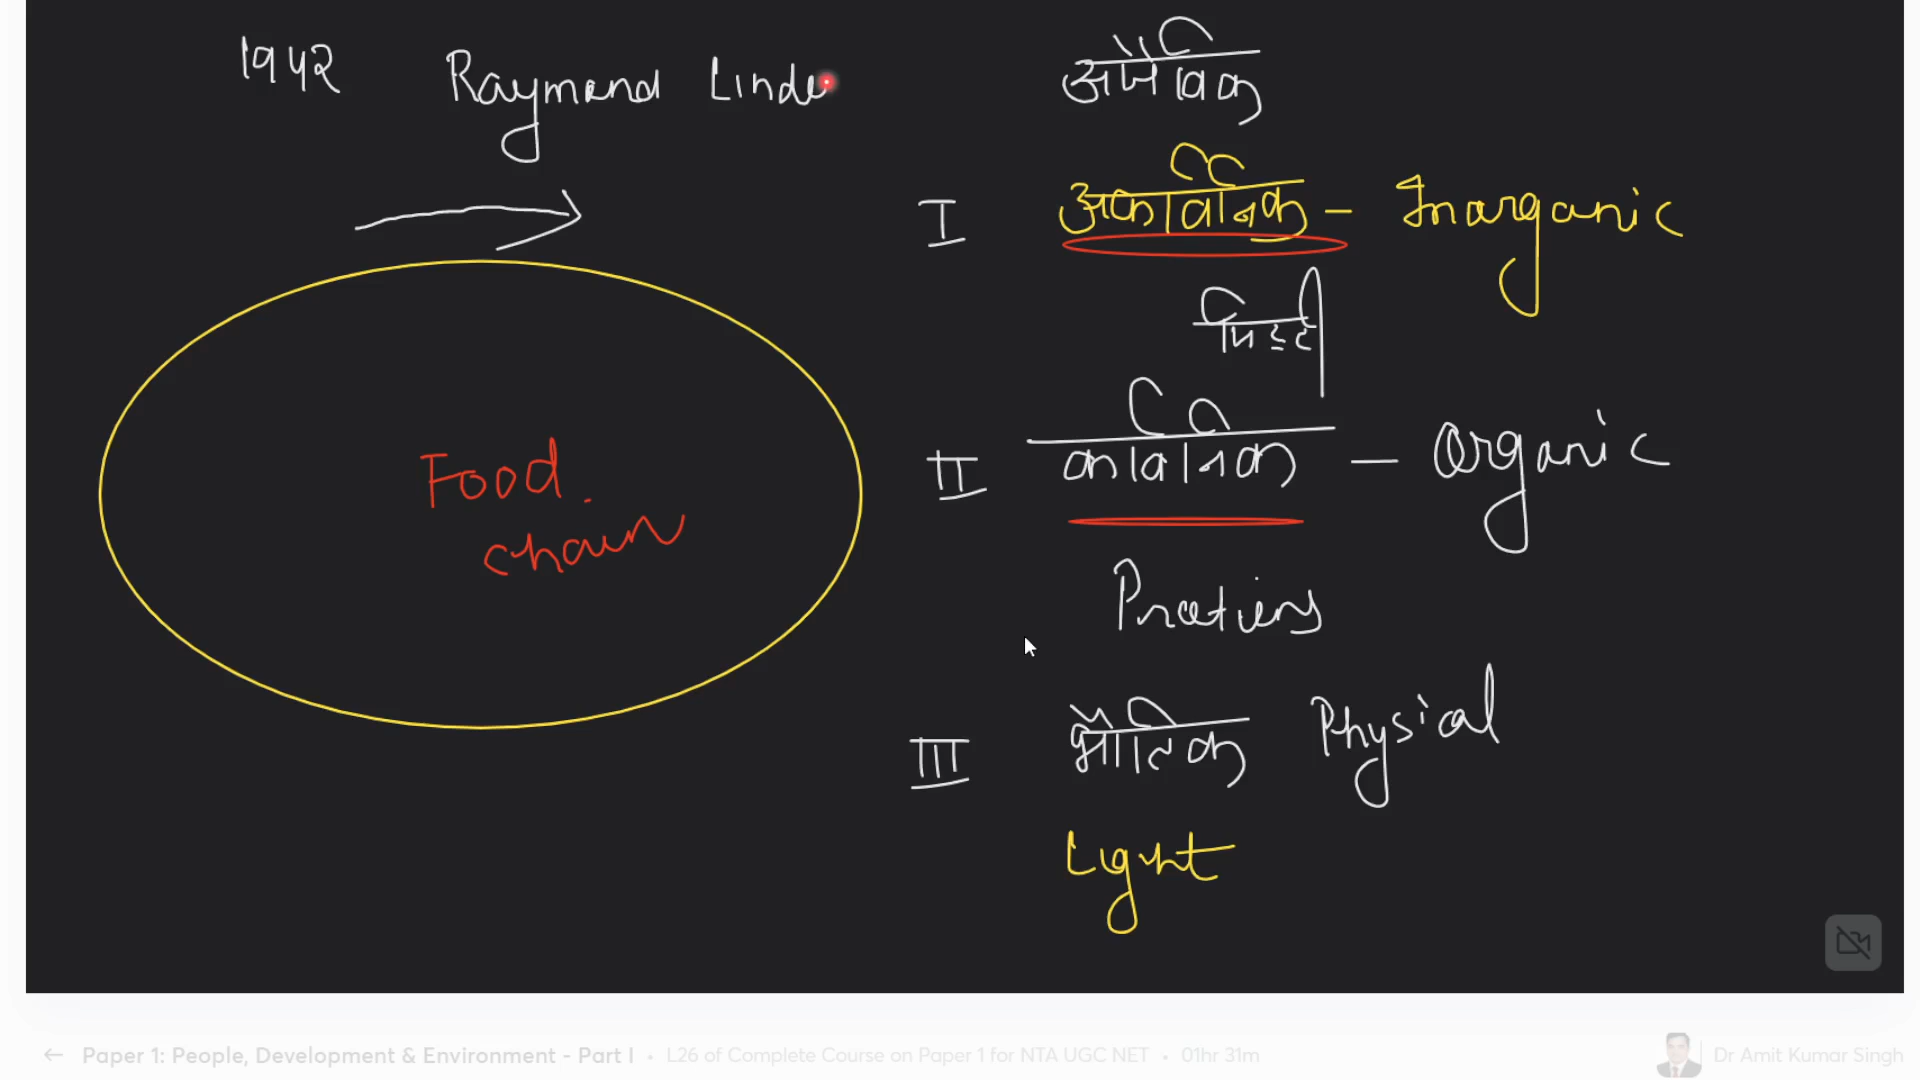 1942 Raymond Linde
अजैविक
I अकार्बनिक - Inorganic
मिट्टी
II कार्बनिक - Organic
Food.
chain
Protiens
III भौतिक Physical
Light
← Paper 1: People, Development & Environment - Part I • L26 of Complete Course on Paper 1 for NTA UGC NET • 01hr 31m
Dr Amit Kumar Singh